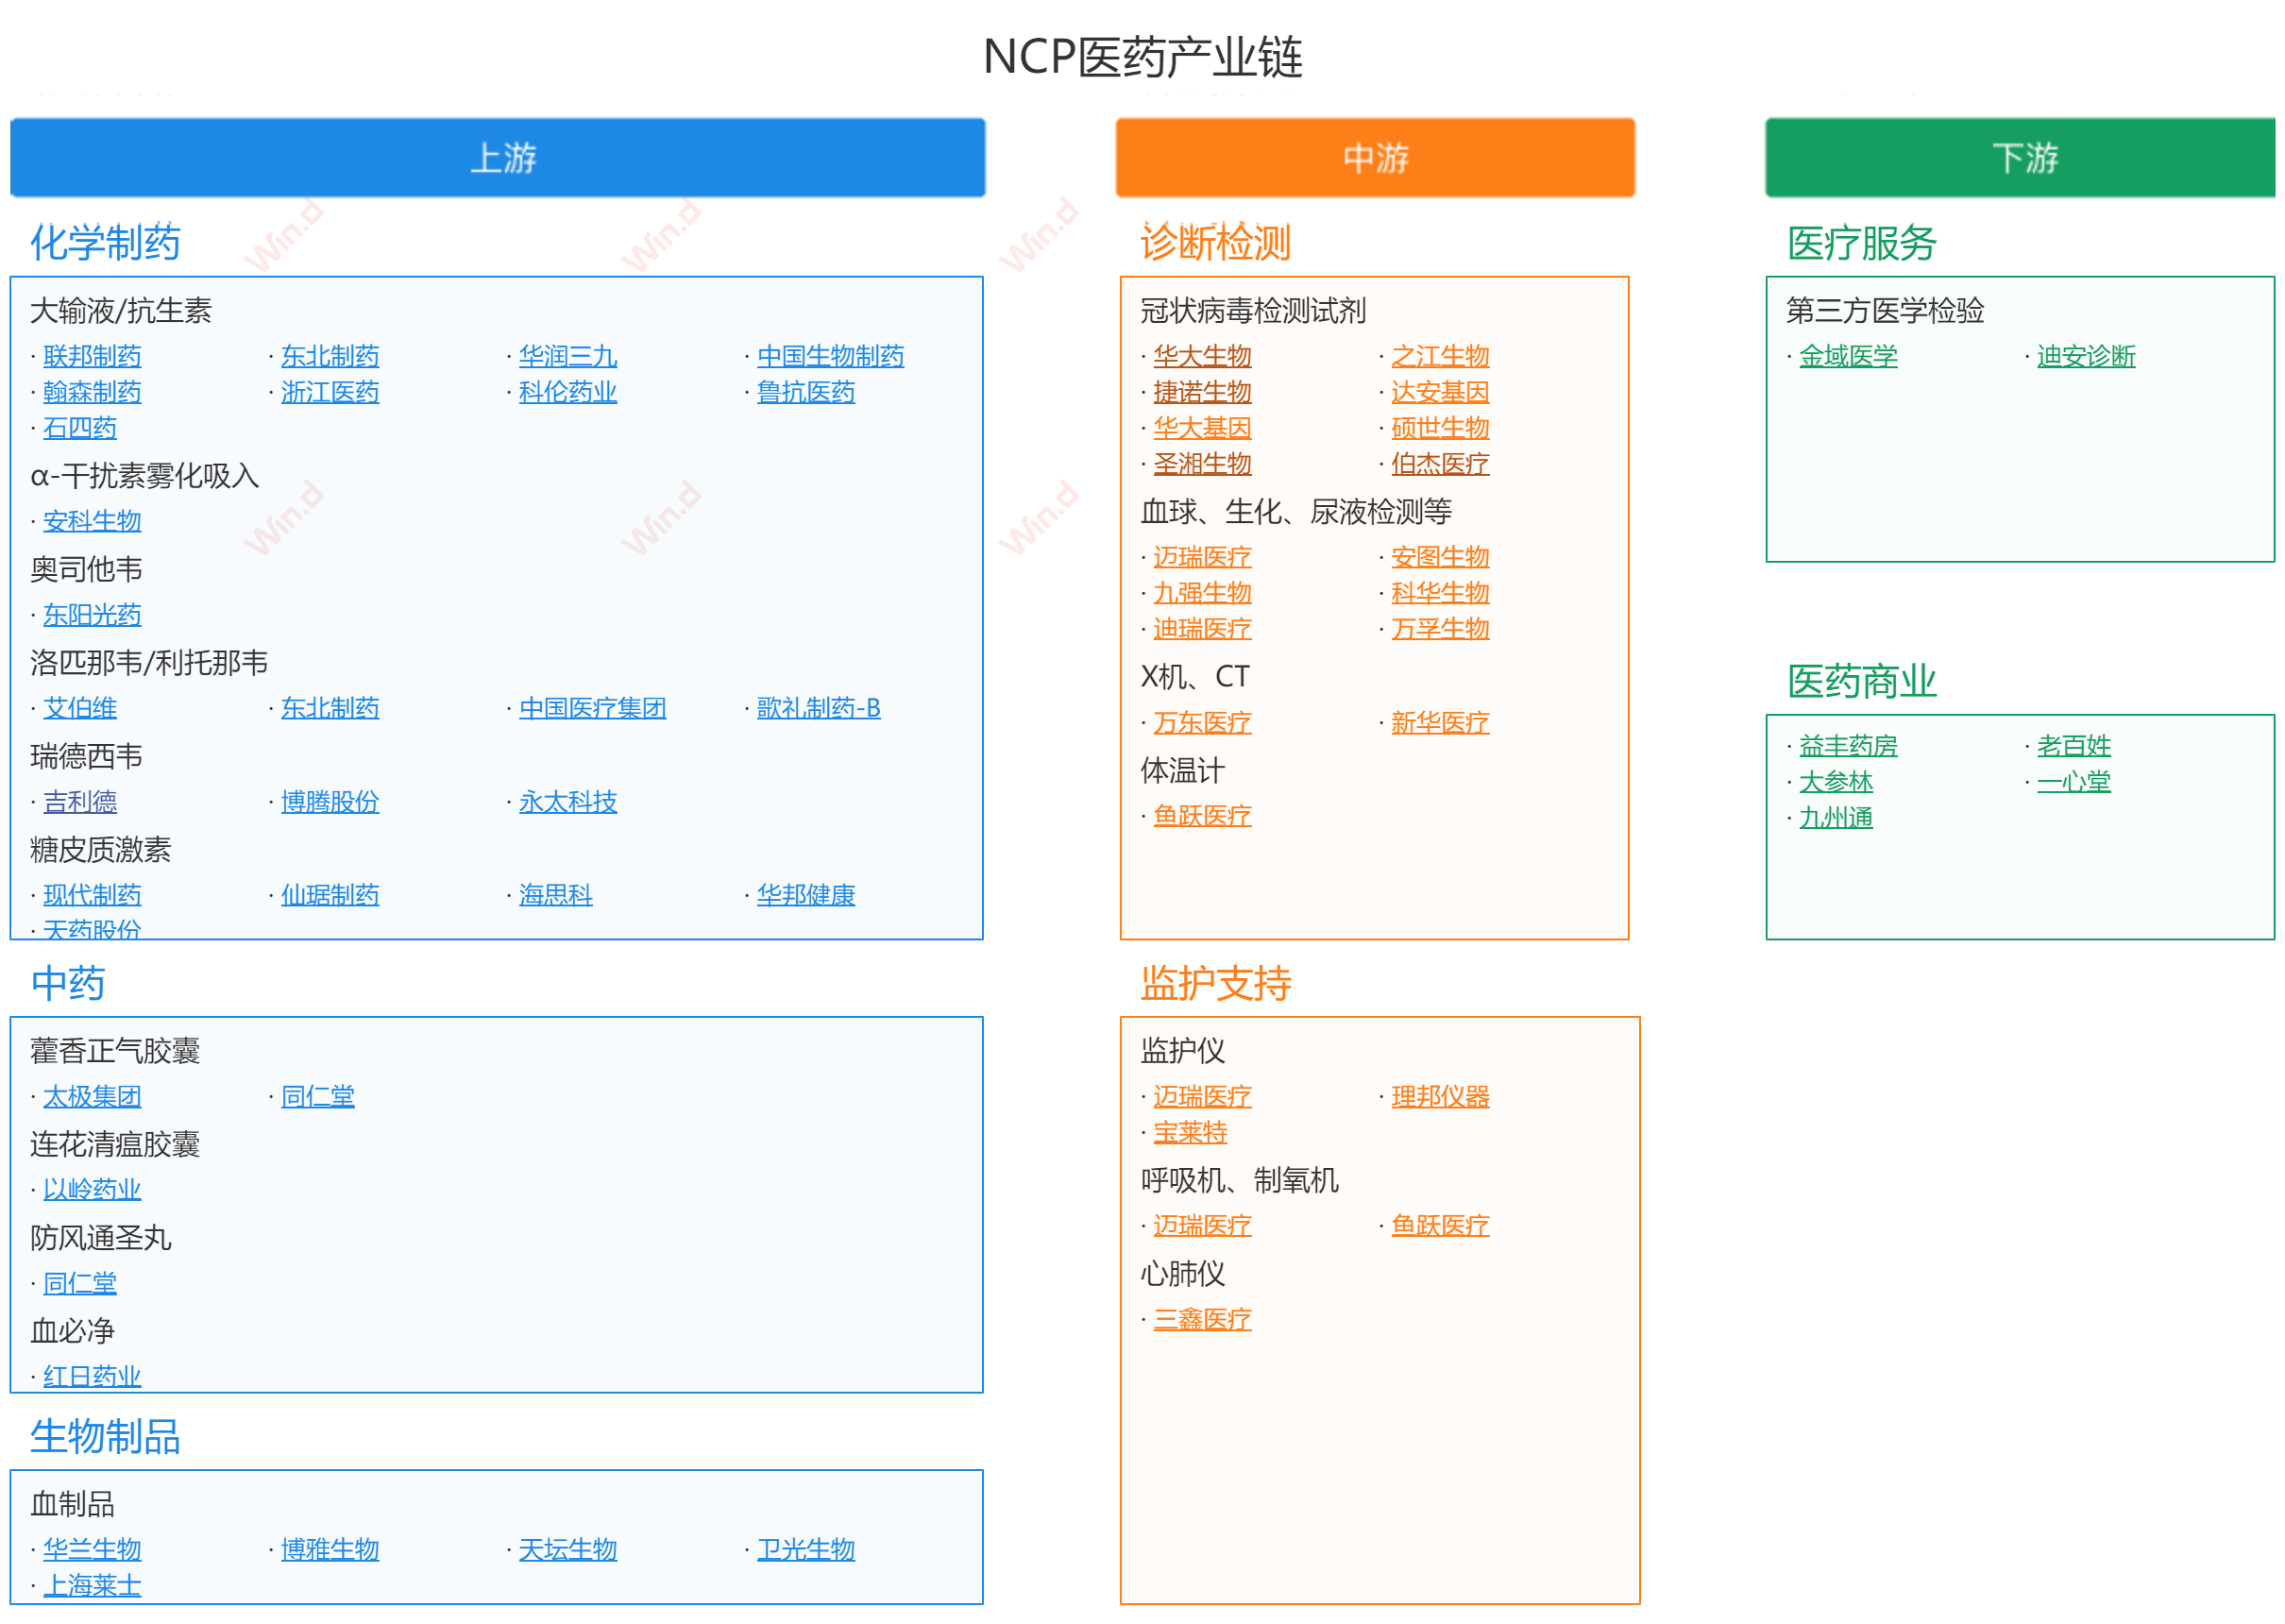 NCP医药产业链
上游
化学制药
大输液/抗生素
· 联邦制药 · 东北制药 · 华润三九 · 中国生物制药
· 翰森制药 · 浙江医药 · 科伦药业 · 鲁抗医药
· 石四药
α-干扰素雾化吸入
· 安科生物
奥司他韦
· 东阳光药
洛匹那韦/利托那韦
· 艾伯维 · 东北制药 · 中国医疗集团 · 歌礼制药-B
瑞德西韦
· 吉利德 · 博腾股份 · 永太科技
糖皮质激素
· 现代制药 · 仙琚制药 · 海思科 · 华邦健康
· 天药股份
中药
藿香正气胶囊
· 太极集团 · 同仁堂
连花清瘟胶囊
· 以岭药业
防风通圣丸
· 同仁堂
血必净
· 红日药业
生物制品
血制品
· 华兰生物 · 博雅生物 · 天坛生物 · 卫光生物
· 上海莱士
中游
诊断检测
冠状病毒检测试剂
· 华大生物 · 之江生物
· 捷诺生物 · 达安基因
· 华大基因 · 硕世生物
· 圣湘生物 · 伯杰医疗
血球、生化、尿液检测等
· 迈瑞医疗 · 安图生物
· 九强生物 · 科华生物
· 迪瑞医疗 · 万孚生物
X机、CT
· 万东医疗 · 新华医疗
体温计
· 鱼跃医疗
监护支持
监护仪
· 迈瑞医疗 · 理邦仪器
· 宝莱特
呼吸机、制氧机
· 迈瑞医疗 · 鱼跃医疗
心肺仪
· 三鑫医疗
下游
医疗服务
第三方医学检验
· 金域医学 · 迪安诊断
医药商业
· 益丰药房 · 老百姓
· 大参林 · 一心堂
· 九州通
Win.d
Win.d
Win.d
Win.d
Win.d
Win.d